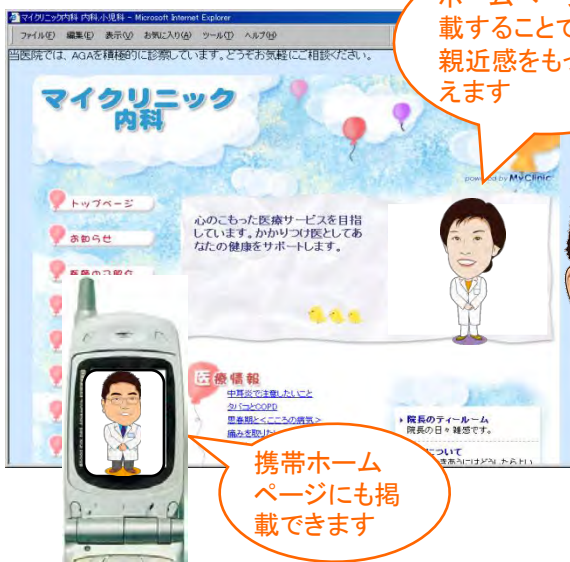 マイクリニック内科 内科,小児科 - Microsoft Internet Explorer
ファイル(F) 編集(E) 表示(V) お気に入り(A) ツール(T) ヘルプ(H)
当医院では、AGAを積極的に診察しています。どうぞお気軽にご相談ください。
載することで
親近感をもっ
えます
マイクリニック
内科
powered by MyClinic
トップページ
お知らせ
心のこもった医療サービスを目指
しています。かかりつけ医としてあ
なたの健康をサポートします。
医療情報
中耳炎で注意したいこと
タバコとCOPD
思春期とくこころの病気>
痛みを取り
院長のティールーム
院長の日々雑感です。
ついて
携帯ホーム
ページにも掲
載できます